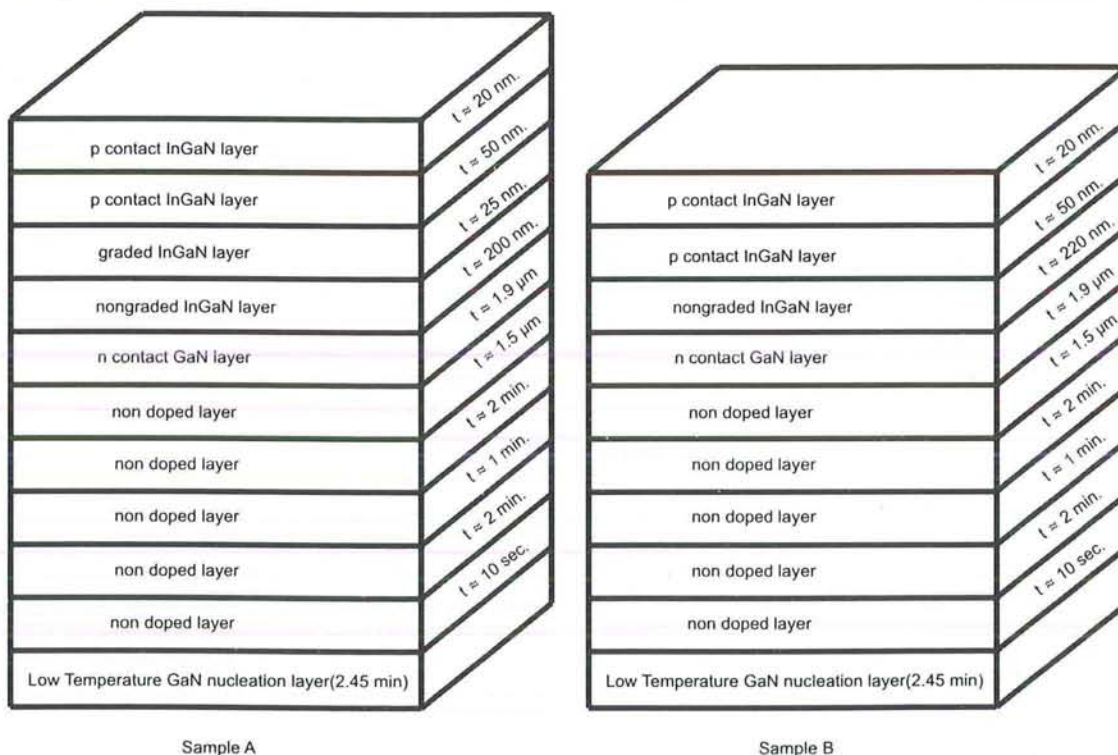 p contact InGaN layer
t ≈ 20 nm.
p contact InGaN layer
t ≈ 50 nm.
graded InGaN layer
t ≈ 25 nm.
nongraded InGaN layer
t ≈ 200 nm.
n contact GaN layer
t ≈ 1.9 µm
non doped layer
t ≈ 1.5 µm
non doped layer
t ≈ 2 min.
non doped layer
t ≈ 1 min.
non doped layer
t ≈ 2 min.
non doped layer
t ≈ 10 sec.
Low Temperature GaN nucleation layer(2.45 min)
Sample A
p contact InGaN layer
t ≈ 20 nm.
p contact InGaN layer
t ≈ 50 nm.
nongraded InGaN layer
t ≈ 220 nm.
n contact GaN layer
t ≈ 1.9 µm
non doped layer
t ≈ 1.5 µm
non doped layer
t ≈ 2 min.
non doped layer
t ≈ 1 min.
non doped layer
t ≈ 2 min.
non doped layer
t ≈ 10 sec.
Low Temperature GaN nucleation layer(2.45 min)
Sample B